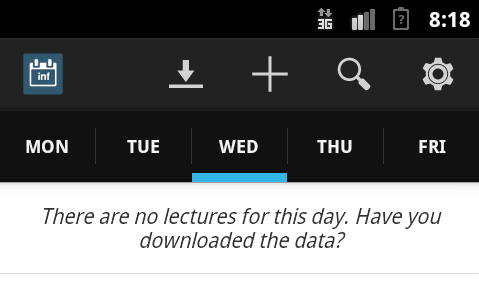 3G
?
8:18
inf
MON TUE WED THU FRI
There are no lectures for this day. Have you
downloaded the data?